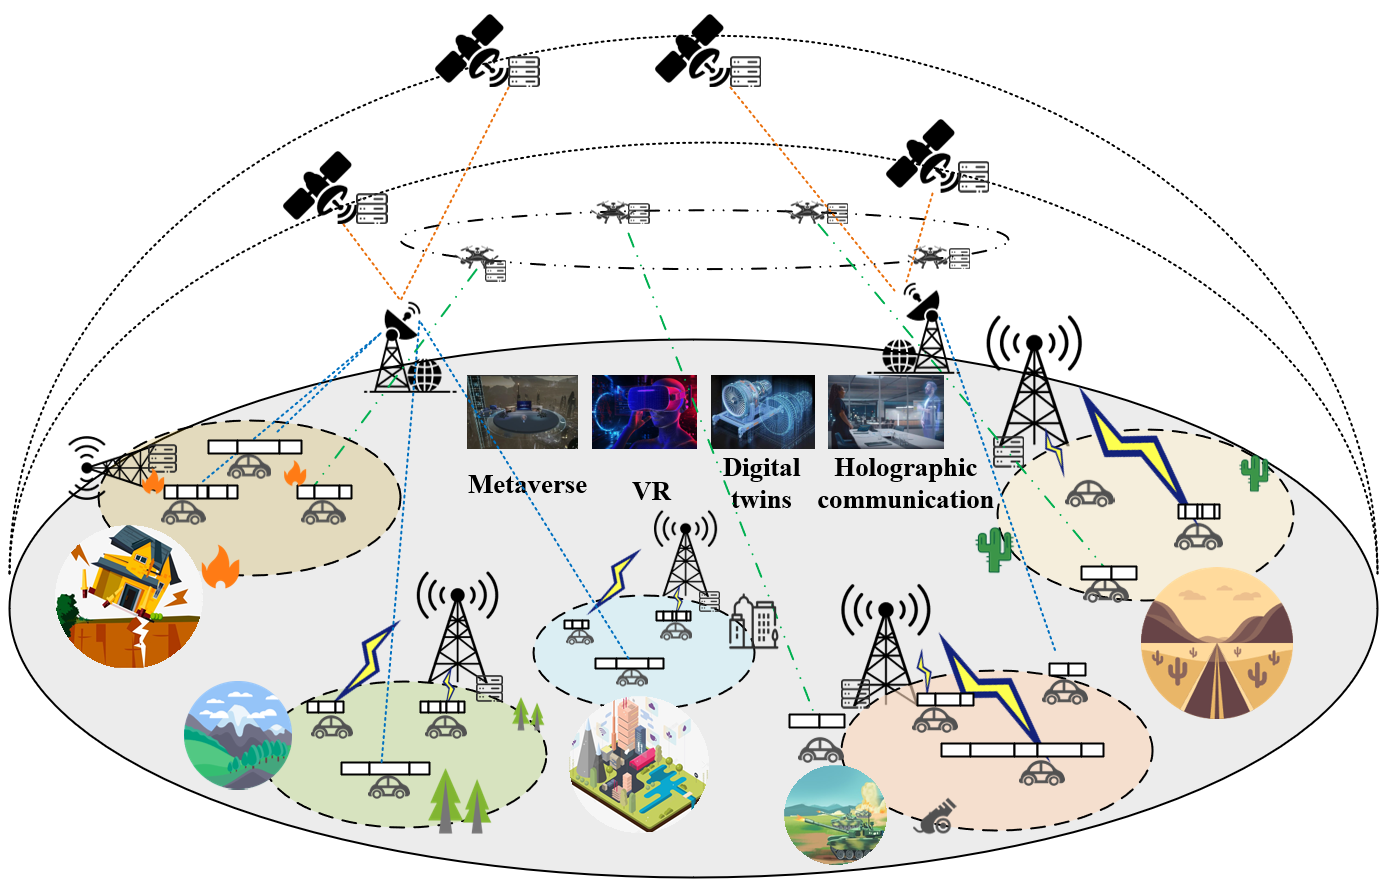 Metaverse
VR
Digital
twins
Holographic
communication